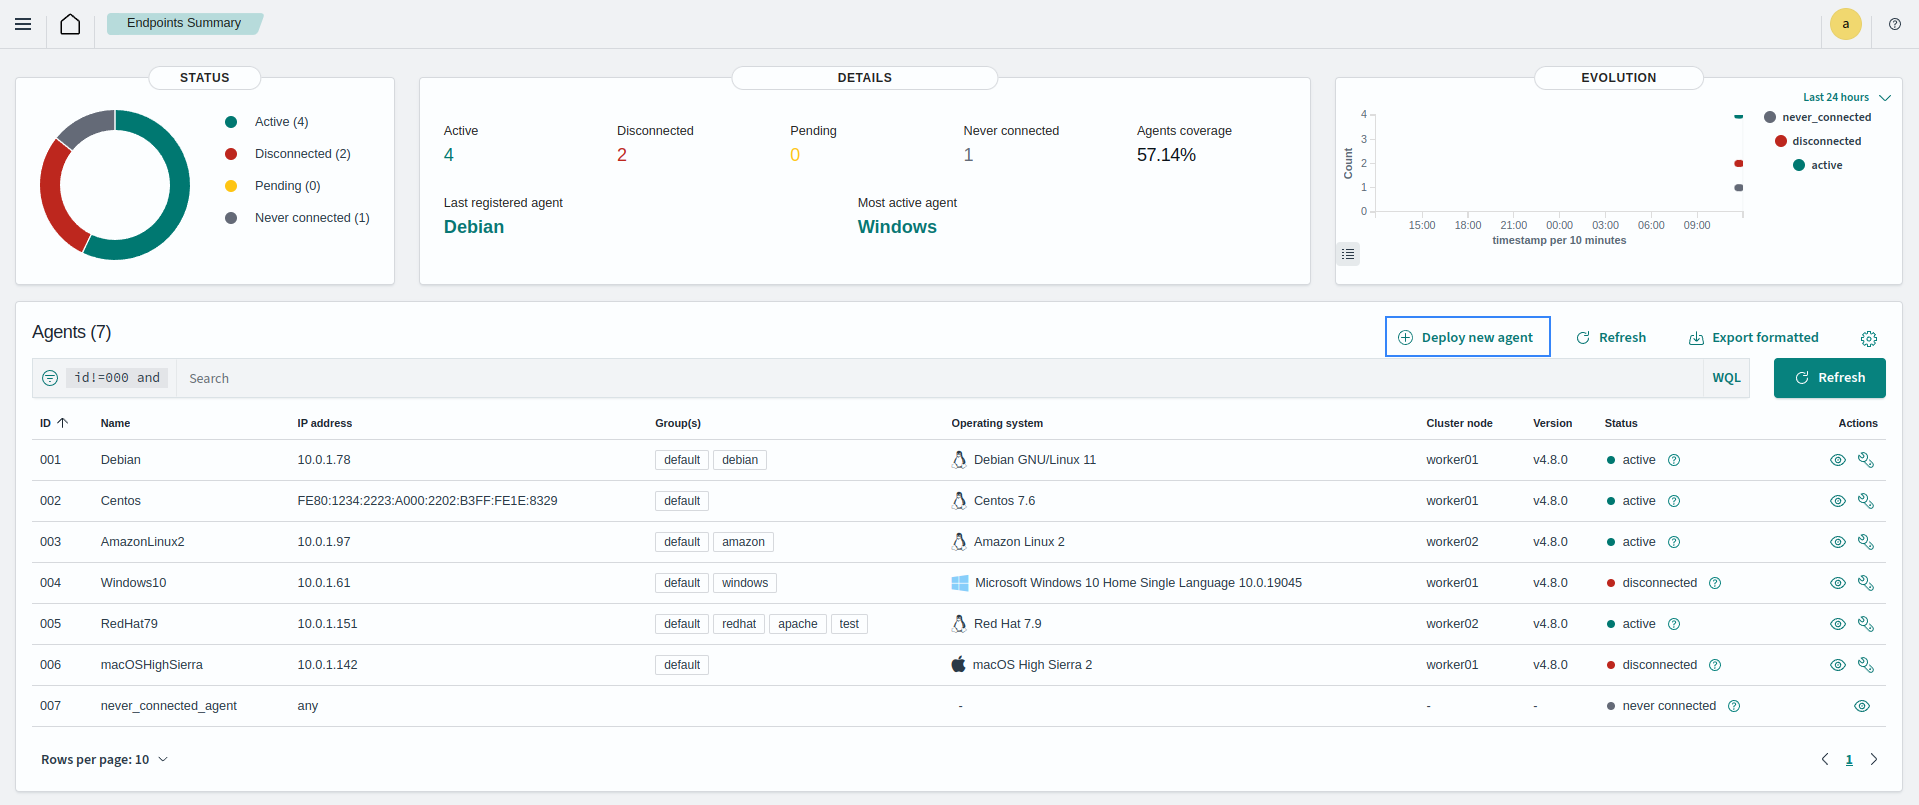 Endpoints Summary
a
STATUS
Active (4)
Disconnected (2)
Pending (0)
Never connected (1)
DETAILS
Active
4
Disconnected
2
Pending
0
Never connected
1
Agents coverage
57.14%
Last registered agent
Debian
Most active agent
Windows
EVOLUTION
Last 24 hours
never_connected
disconnected
active
Count
4
3
2
1
0
15:00 18:00 21:00 00:00 03:00 06:00 09:00
timestamp per 10 minutes
Agents (7)
Deploy new agent Refresh Export formatted
id!=000 and Search WQL Refresh
ID Name IP address Group(s) Operating system Cluster node Version Status Actions
001 Debian 10.0.1.78 default debian Debian GNU/Linux 11 worker01 v4.8.0 active
002 Centos FE80:1234:2223:A000:2202:B3FF:FE1E:8329 default Centos 7.6 worker01 v4.8.0 active
003 AmazonLinux2 10.0.1.97 default amazon Amazon Linux 2 worker02 v4.8.0 active
004 Windows10 10.0.1.61 default windows Microsoft Windows 10 Home Single Language 10.0.19045 worker01 v4.8.0 disconnected
005 RedHat79 10.0.1.151 default redhat apache test Red Hat 7.9 worker02 v4.8.0 active
006 macOSHighSierra 10.0.1.142 default macOS High Sierra 2 worker01 v4.8.0 disconnected
007 never_connected_agent any - - - never connected
Rows per page: 10
1